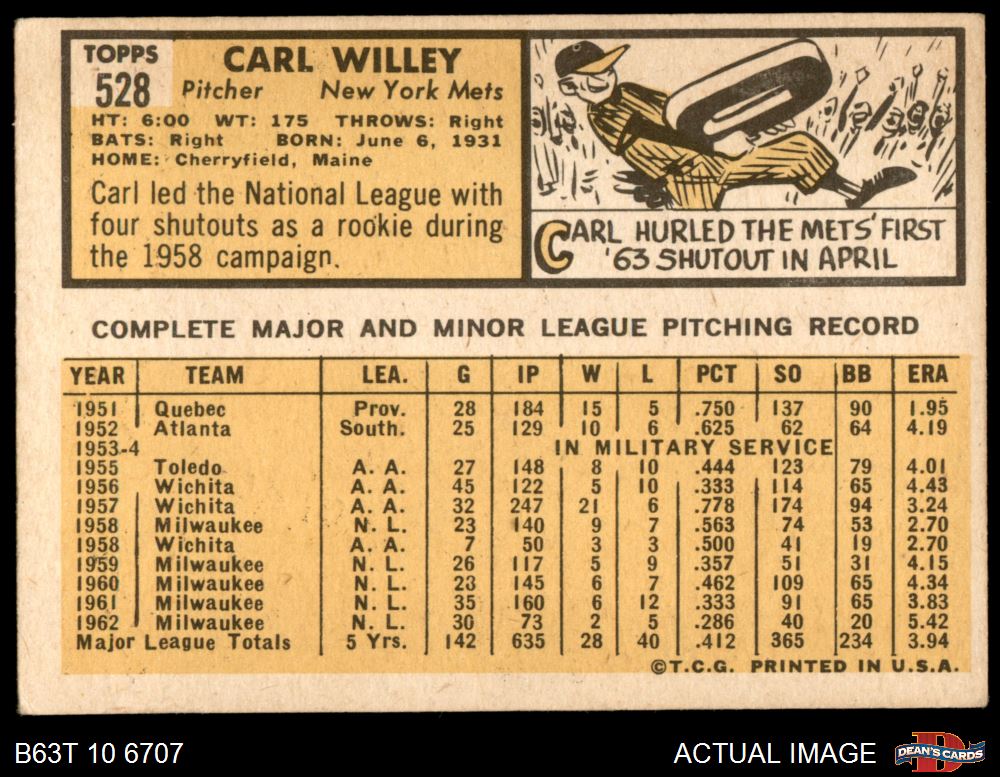 TOPPS
528
CARL WILLEY
Pitcher New York Mets
HT: 6:00 WT: 175 THROWS: Right
BATS: Right BORN: June 6, 1931
HOME: Cherryfield, Maine
Carl led the National League with
four shutouts as a rookie during
the 1958 campaign.
CARL HURLED THE METS' FIRST
'63 SHUTOUT IN APRIL
COMPLETE MAJOR AND MINOR LEAGUE PITCHING RECORD
YEAR TEAM LEA. G IP W L PCT SO BB ERA
1951 Quebec Prov. 28 184 15 5 .750 137 90 1.95
1952 Atlanta South. 25 129 10 6 .625 62 64 4.19
1953-4 IN MILITARY SERVICE
1955 Toledo A. A. 27 148 8 10 .444 123 79 4.01
1956 Wichita A. A. 45 122 5 10 .333 114 65 4.43
1957 Wichita A. A. 32 247 21 6 .778 174 94 3.24
1958 Milwaukee N. L. 23 140 9 7 .563 74 53 2.70
1958 Wichita A. A. 7 50 3 3 .500 41 19 2.70
1959 Milwaukee N. L. 26 117 5 9 .357 51 31 4.15
1960 Milwaukee N. L. 23 145 6 7 .462 109 65 4.34
1961 Milwaukee N. L. 35 160 6 12 .333 91 65 3.83
1962 Milwaukee N. L. 30 73 2 5 .286 40 20 5.42
Major League Totals 5 Yrs. 142 635 28 40 .412 365 234 3.94
©T.C.G. PRINTED IN U.S.A.
B63T 10 6707
ACTUAL IMAGE
DEAN'S CARDS